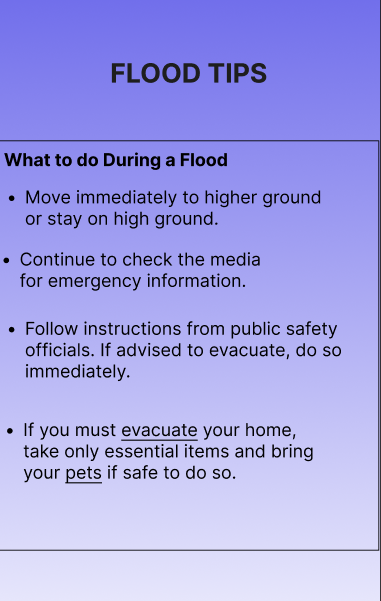 FLOOD TIPS
What to do During a Flood
• Move immediately to higher ground
or stay on high ground.
• Continue to check the media
for emergency information.
• Follow instructions from public safety
officials. If advised to evacuate, do so
immediately.
• If you must evacuate your home,
take only essential items and bring
your pets if safe to do so.